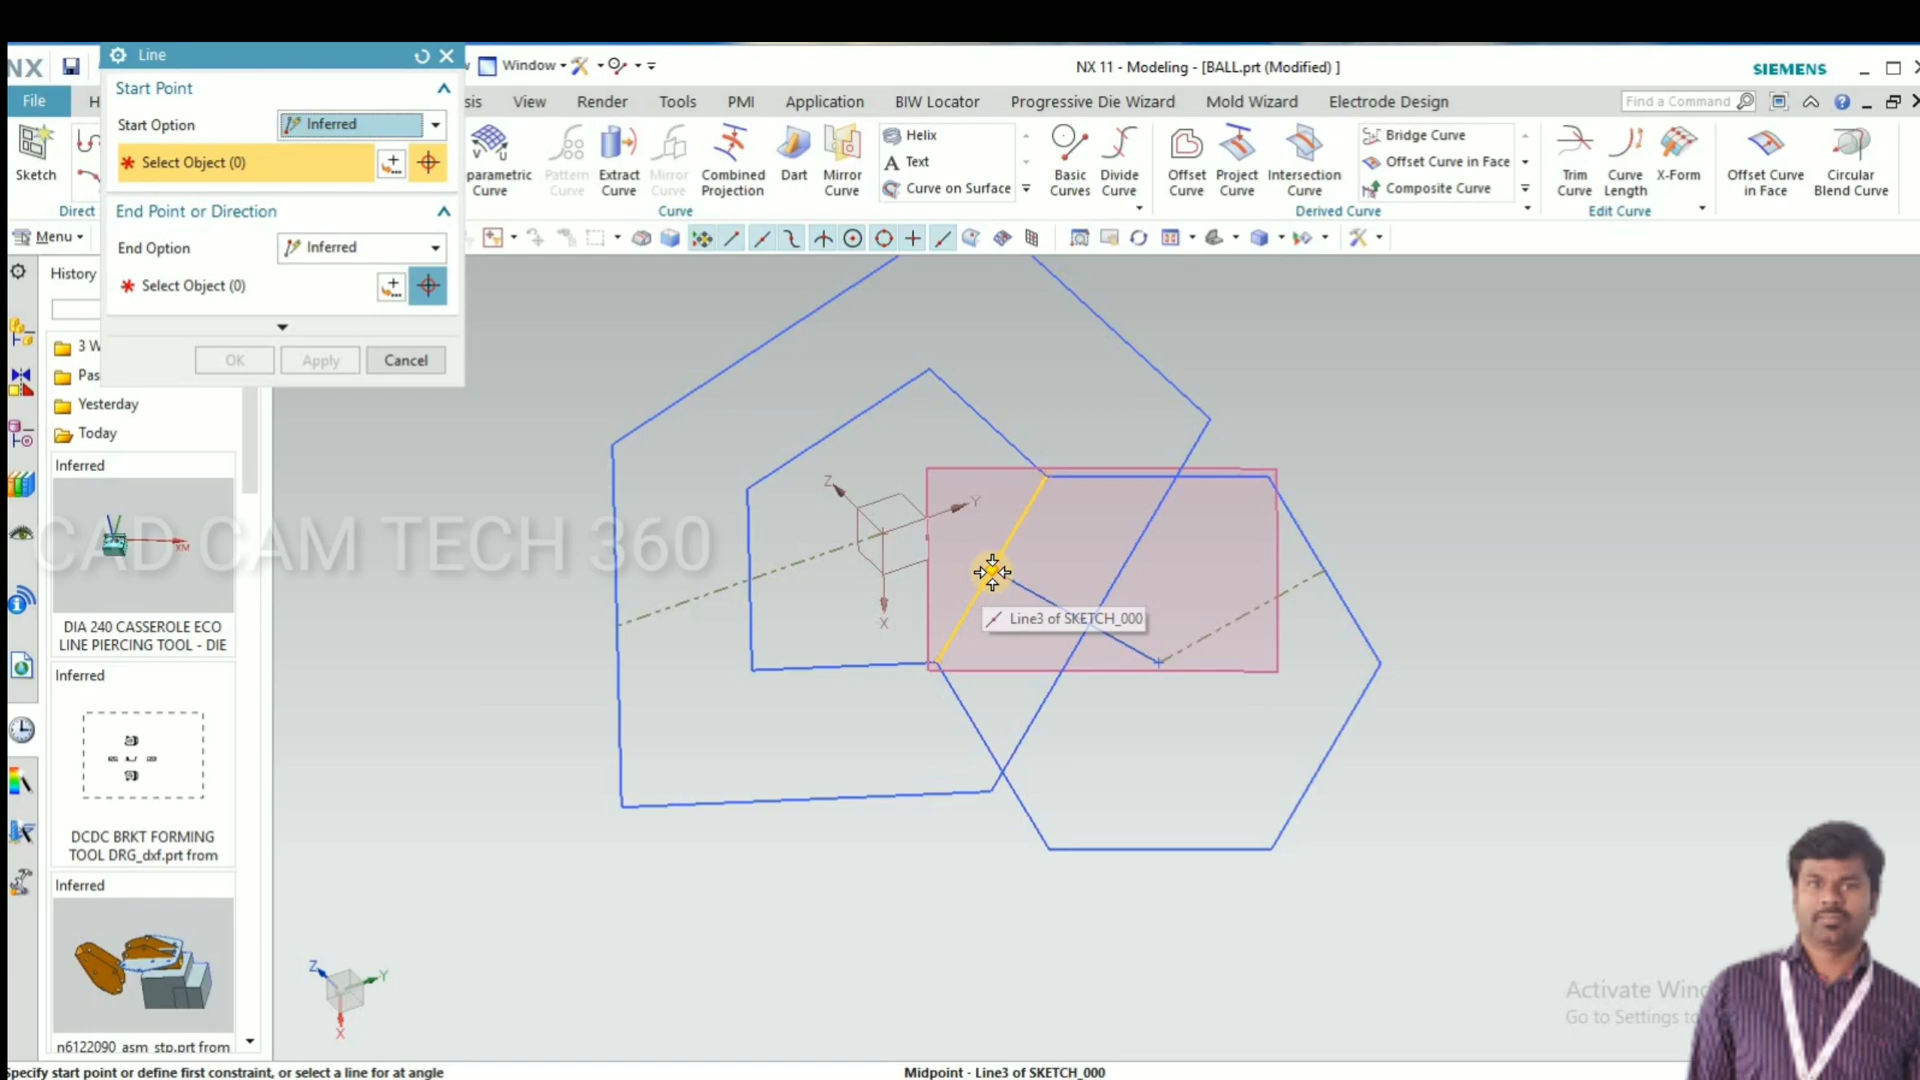 Line
NX
Window
NX 11 - Modeling - [BALL.prt (Modified) ]
SIEMENS
Start Point
File
H
sis
View
Render
Tools
PMI
Application
BIW Locator
Progressive Die Wizard
Mold Wizard
Electrode Design
Find a Command
Start Option
Inferred
Select Object (0)
Sketch
Direct
parametric
Curve
Pattern
Curve
Extract
Curve
Mirror
Curve
Combined
Projection
Dart
Mirror
Curve
Helix
A Text
Curve on Surface
Curve
Basic
Curves
Divide
Curve
Offset
Curve
Project
Curve
Intersection
Curve
Bridge Curve
Offset Curve in Face
Composite Curve
Derived Curve
Trim
Curve
Curve
Length
X-Form
Edit Curve
Offset Curve
in Face
Circular
Blend Curve
End Point or Direction
Menu
End Option
Inferred
Select Object (0)
History
OK
Apply
Cancel
3 W
Pas
Yesterday
Today
Inferred
XM
DIA 240 CASSEROLE ECO
LINE PIERCING TOOL - DIE
Inferred
DCDC BRKT FORMING
TOOL DRG_dxf.prt from
Inferred
n6122090_asm_stp.prt from
CAD CAM TECH 360
Z
Y
X
Line3 of SKETCH_000
Z
Y
X
Activate Wind
Go to Settings to
Specify start point or define first constraint, or select a line for at angle
Midpoint - Line3 of SKETCH_000